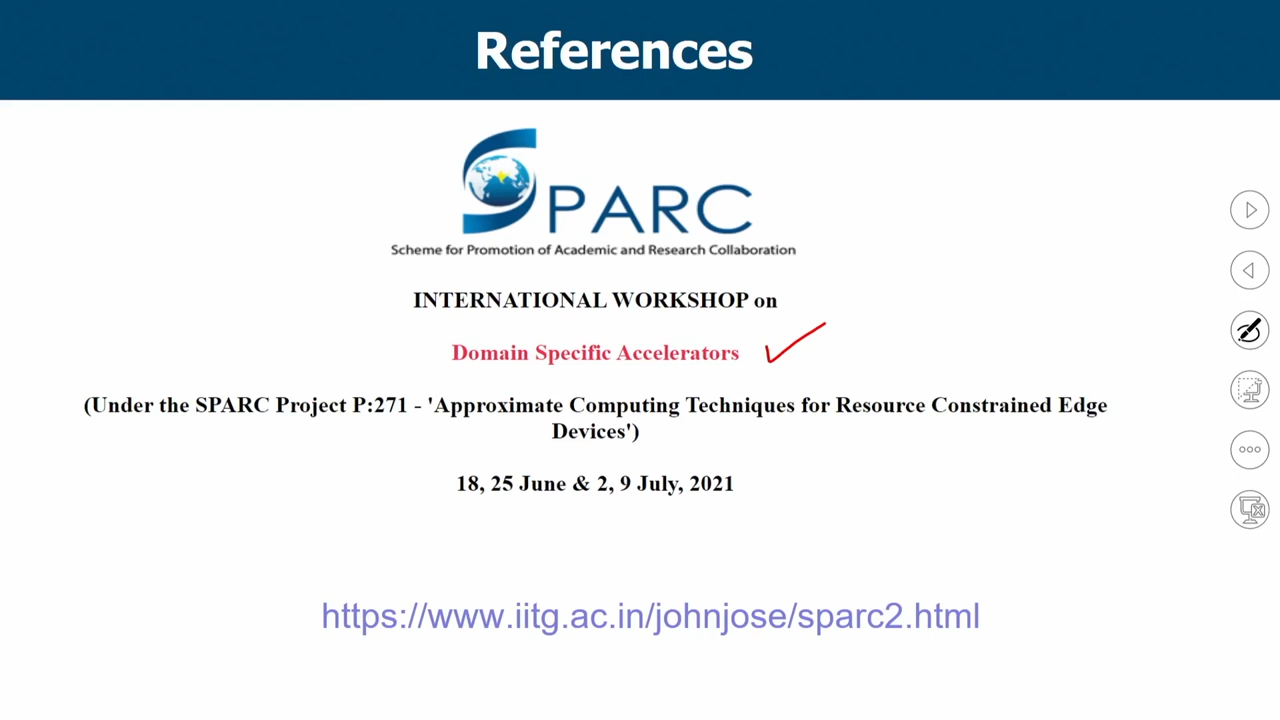 References
SPARC
Scheme for Promotion of Academic and Research Collaboration
INTERNATIONAL WORKSHOP on
Domain Specific Accelerators
(Under the SPARC Project P:271 - 'Approximate Computing Techniques for Resource Constrained Edge
Devices')
18, 25 June & 2, 9 July, 2021
https://www.iitg.ac.in/johnjose/sparc2.html